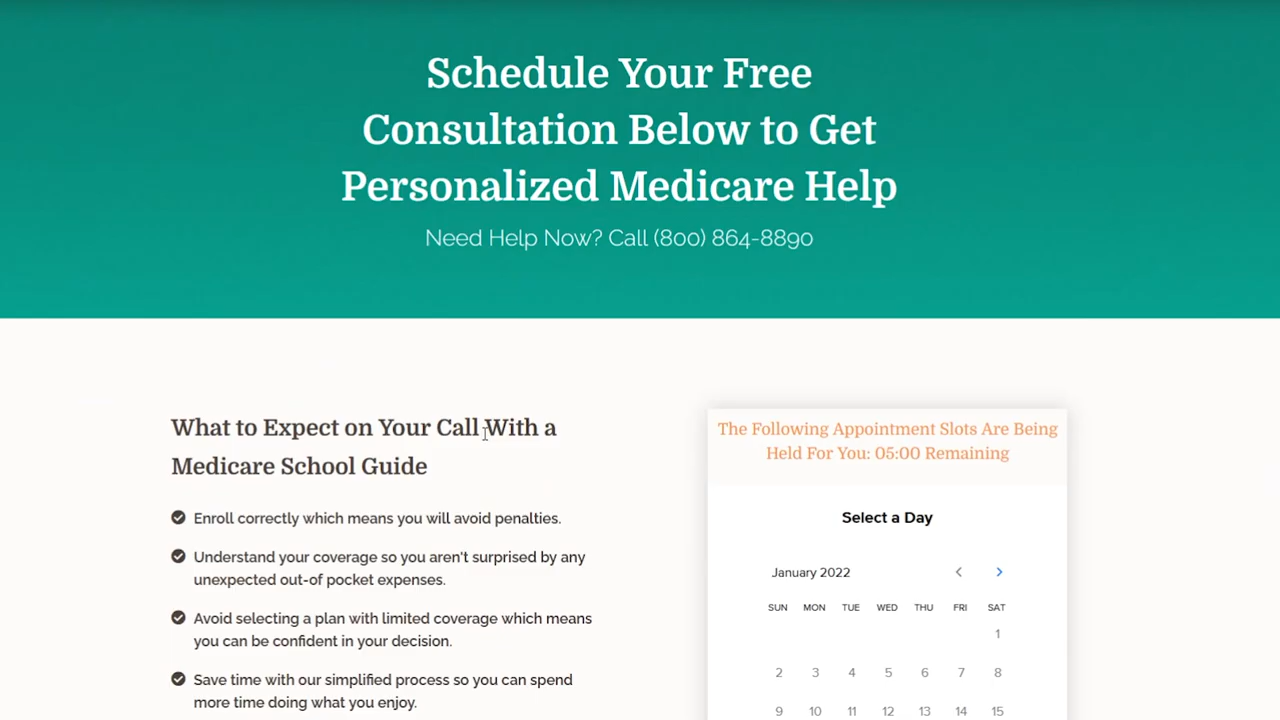 Schedule Your Free
Consultation Below to Get
Personalized Medicare Help
Need Help Now? Call (800) 864-8890
What to Expect on Your Call With a
Medicare School Guide
Enroll correctly which means you will avoid penalties.
Understand your coverage so you aren't surprised by any
unexpected out-of pocket expenses.
Avoid selecting a plan with limited coverage which means
you can be confident in your decision.
Save time with our simplified process so you can spend
more time doing what you enjoy.
The Following Appointment Slots Are Being
Held For You: 05:00 Remaining
Select a Day
January 2022
SUN MON TUE WED THU FRI SAT
1
2 3 4 5 6 7 8
9 10 11 12 13 14 15